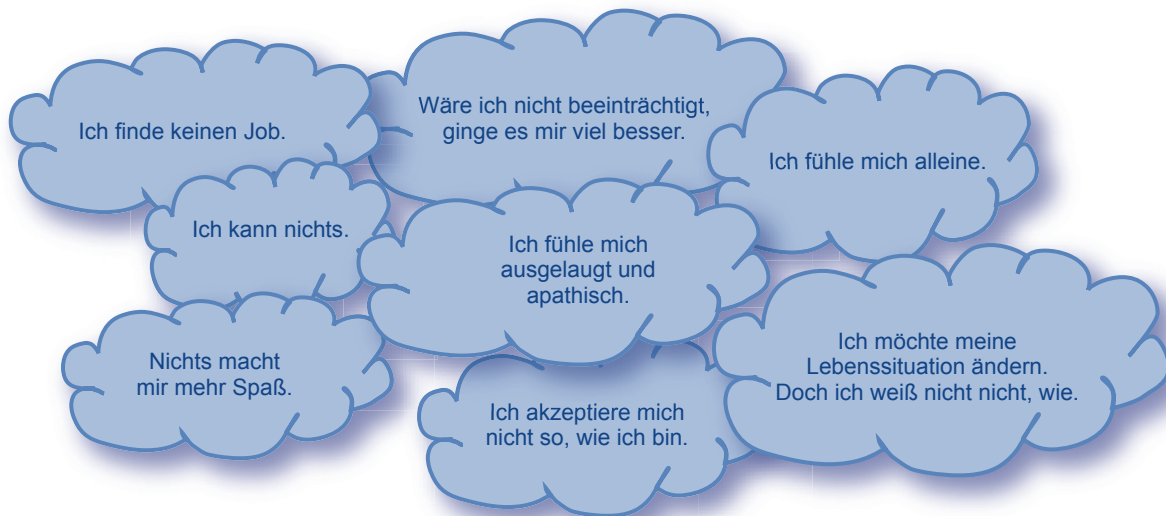 Ich finde keinen Job.
Wäre ich nicht beeinträchtigt,
ginge es mir viel besser.
Ich fühle mich alleine.
Ich kann nichts.
Ich fühle mich
ausgelaugt und
apathisch.
Nichts macht
mir mehr Spaß.
Ich akzeptiere mich
nicht so, wie ich bin.
Ich möchte meine
Lebenssituation ändern.
Doch ich weiß nicht nicht, wie.